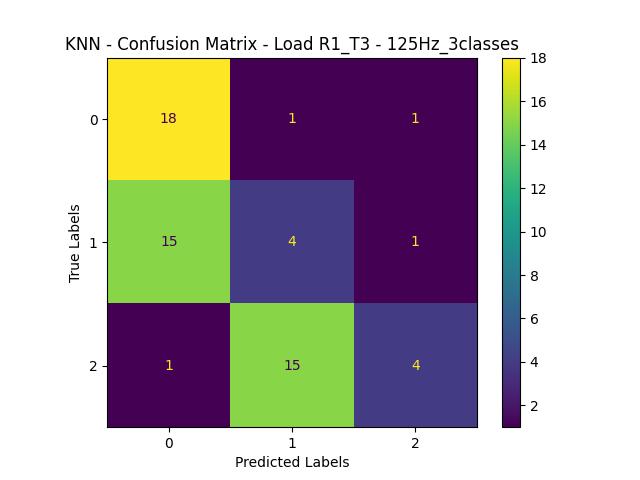 KNN - Confusion Matrix - Load R1_T3 - 125Hz_3classes
18
18 1 1
0
16
14
12
15 4 1
1
True Labels
10
8
6
1 15 4
2
4
2
0 1 2
Predicted Labels